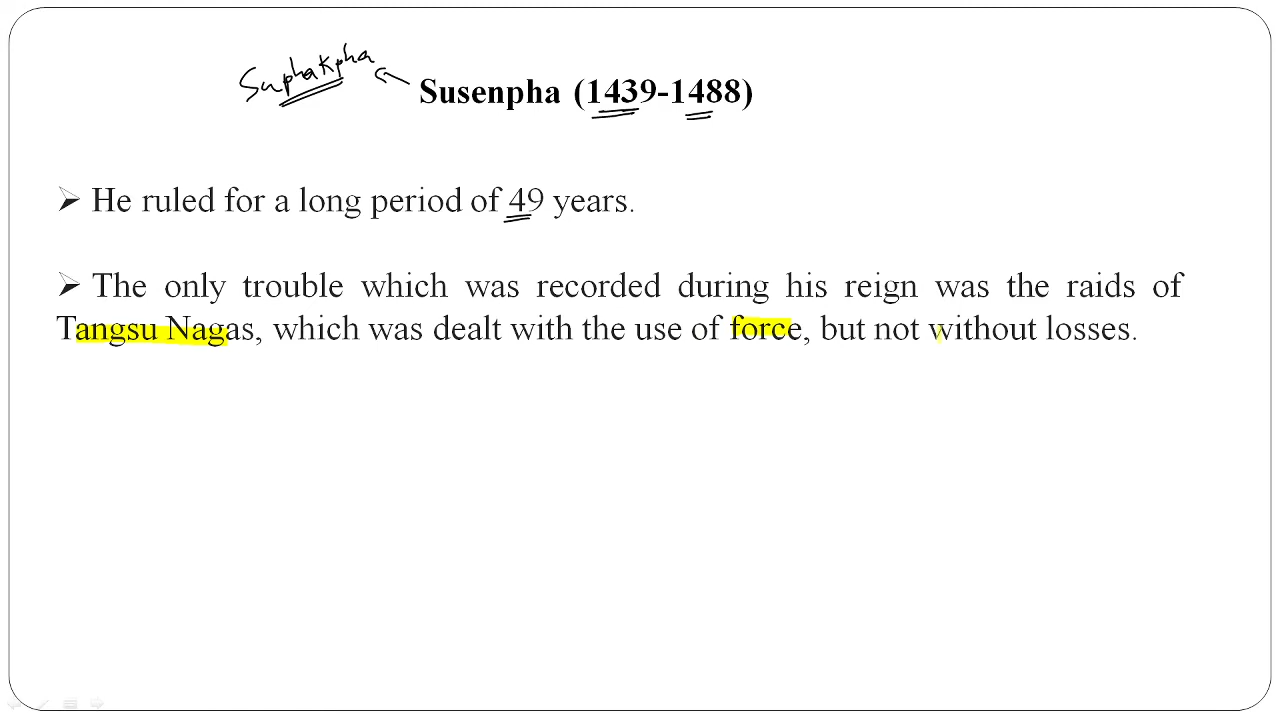 Suphakpha
Susenpha (1439-1488)
➢ He ruled for a long period of 49 years.
➢ The only trouble which was recorded during his reign was the raids of
Tangsu Nagas, which was dealt with the use of force, but not without losses.